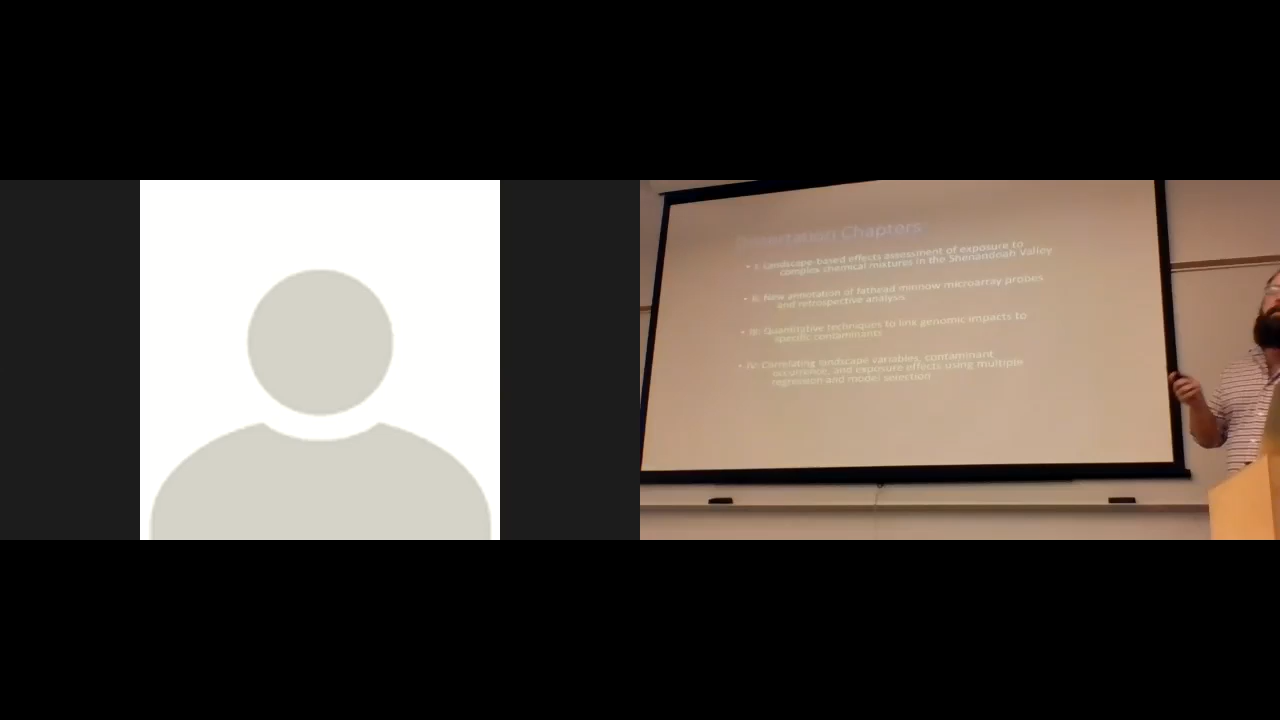 Dissertation Chapters
• I: Landscape-based effects assessment of exposure to
complex chemical mixtures in the Shenandoah Valley
• II: New annotation of fathead minnow microarray probes
and retrospective analysis.
• III: Quantitative techniques to link genomic impacts to
specific contaminants
• IV: Correlating landscape variables, contaminant
occurrence, and exposure effects using multiple
regression and model selection